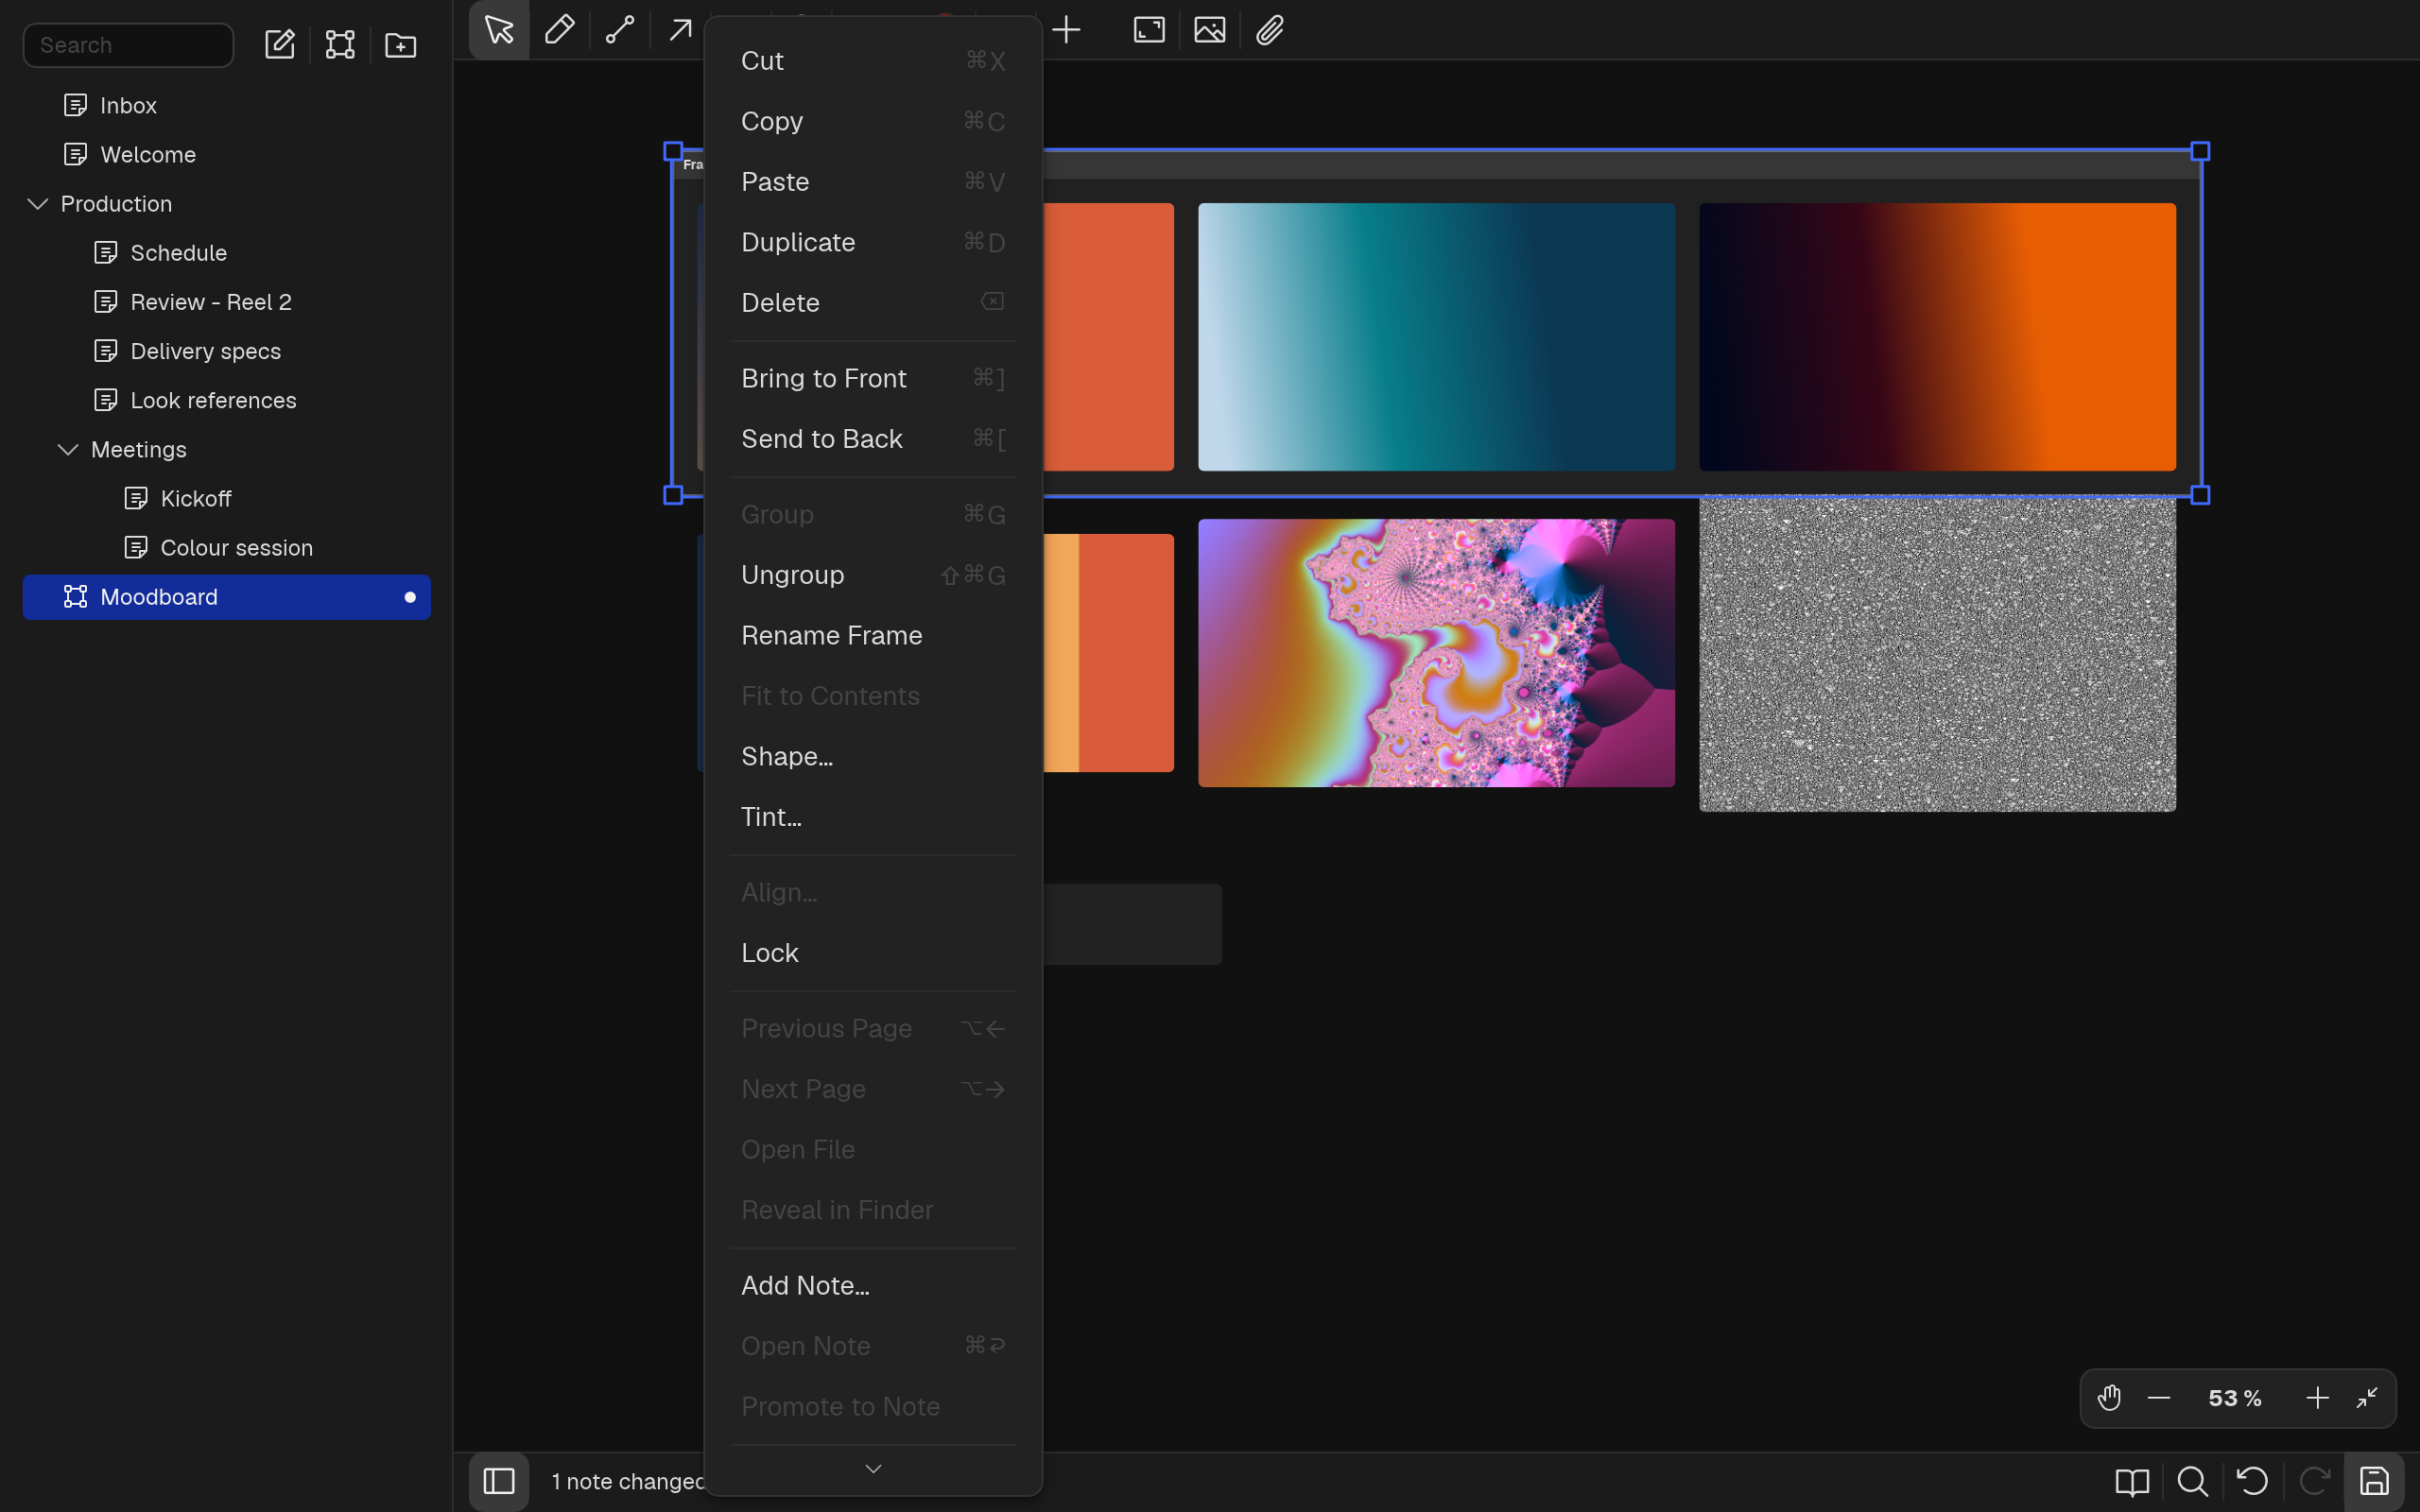 Search
Inbox
Welcome
Production
Schedule
Review - Reel 2
Delivery specs
Look references
Meetings
Kickoff
Colour session
Moodboard
Fra
Cut ⌘X
Copy ⌘C
Paste ⌘V
Duplicate ⌘D
Delete ⌫
Bring to Front ⌘]
Send to Back ⌘[
Group ⌘G
Ungroup ⇧⌘G
Rename Frame
Fit to Contents
Shape…
Tint…
Align…
Lock
Previous Page ⌥←
Next Page ⌥→
Open File
Reveal in Finder
Add Note…
Open Note ⌘↩
Promote to Note
53 %
1 note changed